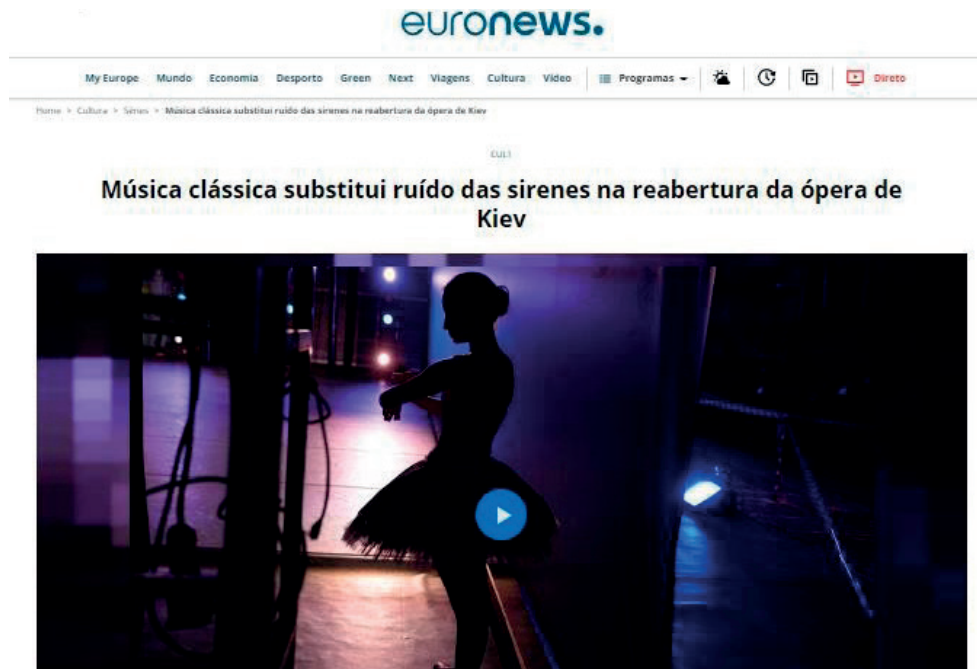 euronews.
My Europe Mundo Economia Desporto Green Next Viagens Cultura Vídeo Programas Direto
Home > Cultura > Séries > Música clássica substitui ruído das sirenes na reabertura da ópera de Kiev
CULT
Música clássica substitui ruído das sirenes na reabertura da ópera de
Kiev